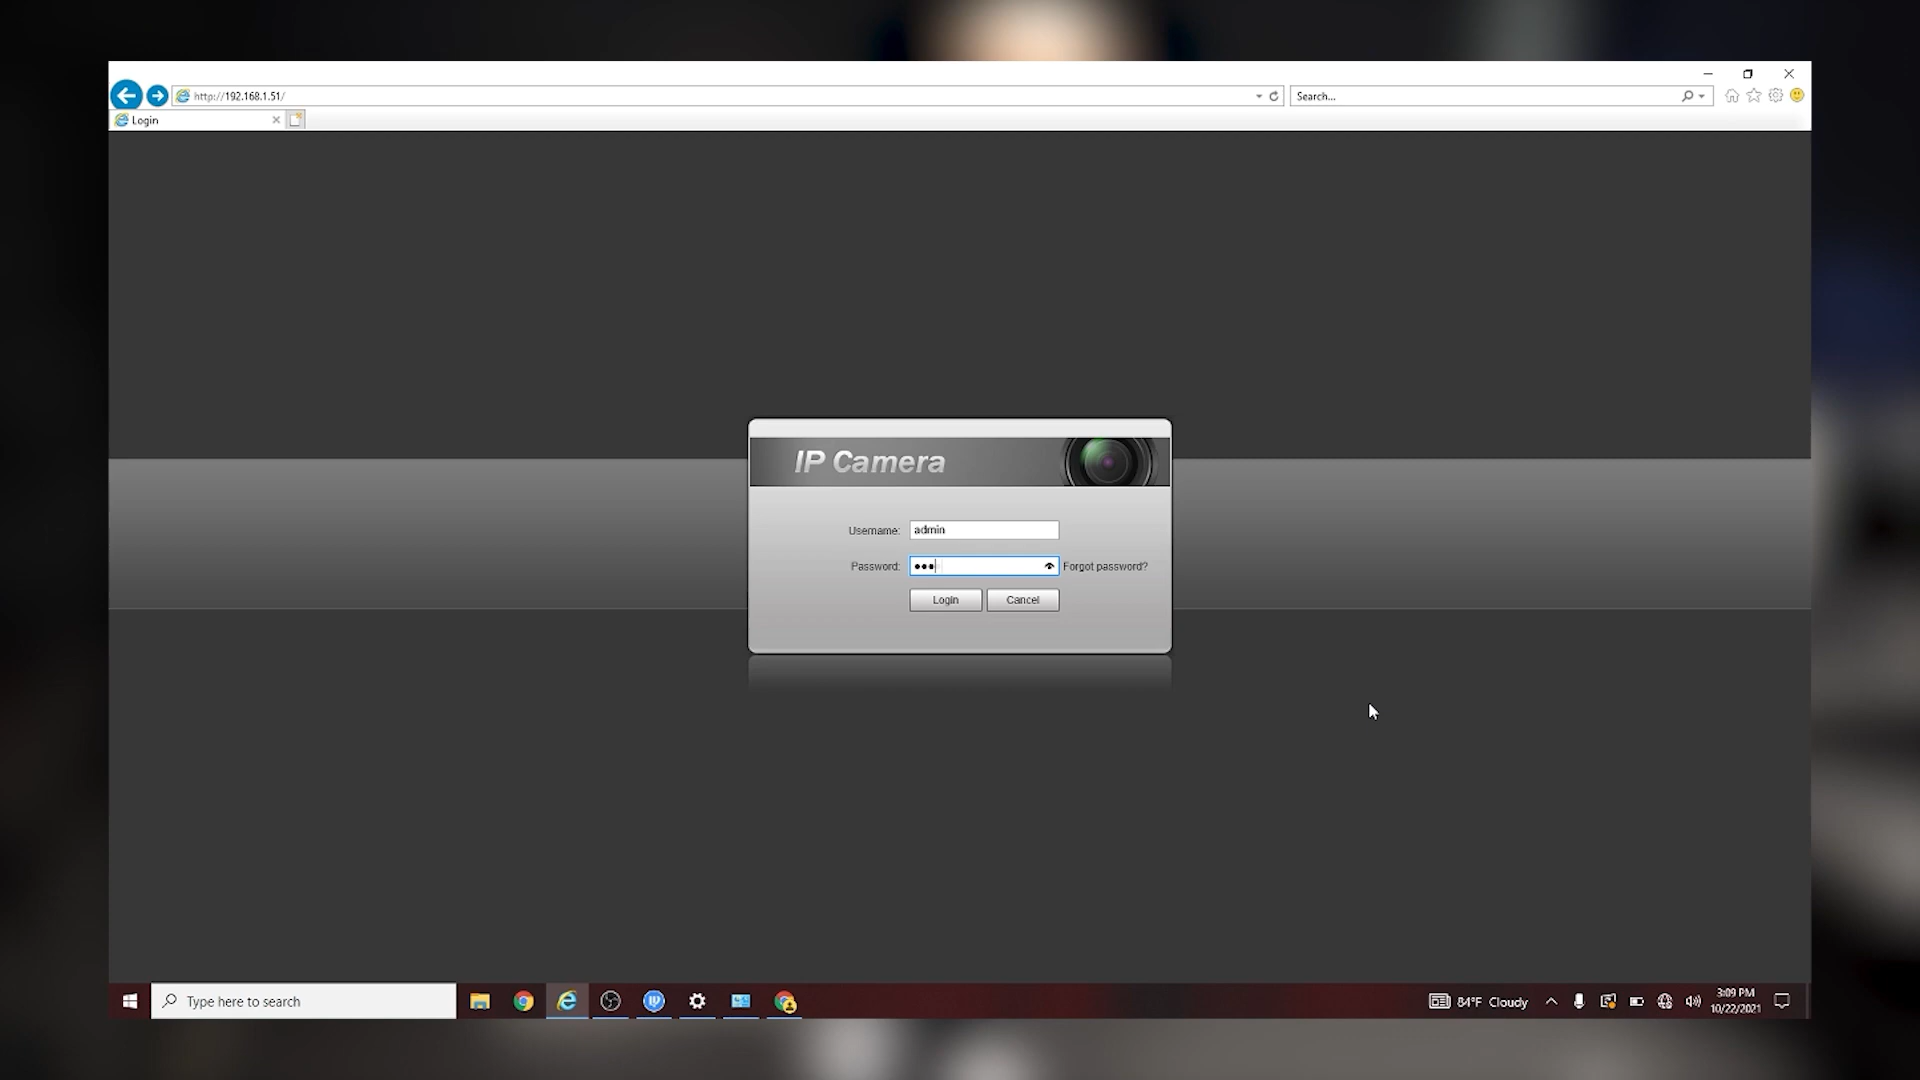 http://192.168.1.51/
Search...
Login
IP Camera
Username: admin
Password: •••
Forgot password?
Login Cancel
Type here to search
84°F Cloudy
3:09 PM
10/22/2021